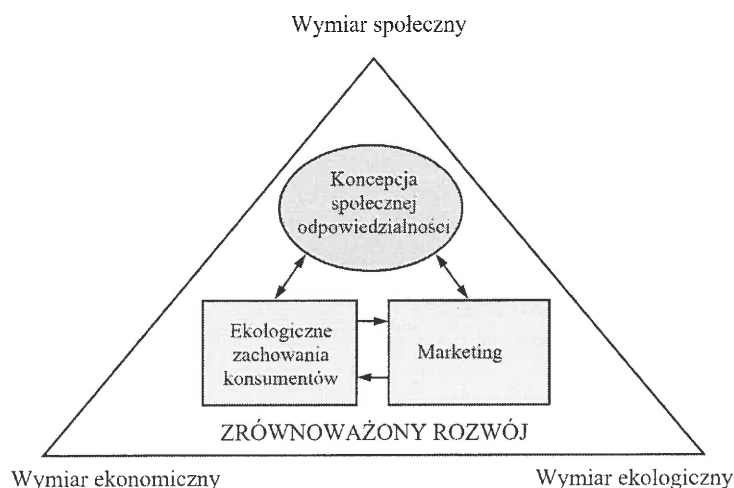 Wymiar społeczny
Koncepcja
społecznej
odpowiedzialności
Ekologiczne
zachowania
konsumentów
Marketing
ZRÓWNOWAŻONY ROZWÓJ
Wymiar ekonomiczny
Wymiar ekologiczny